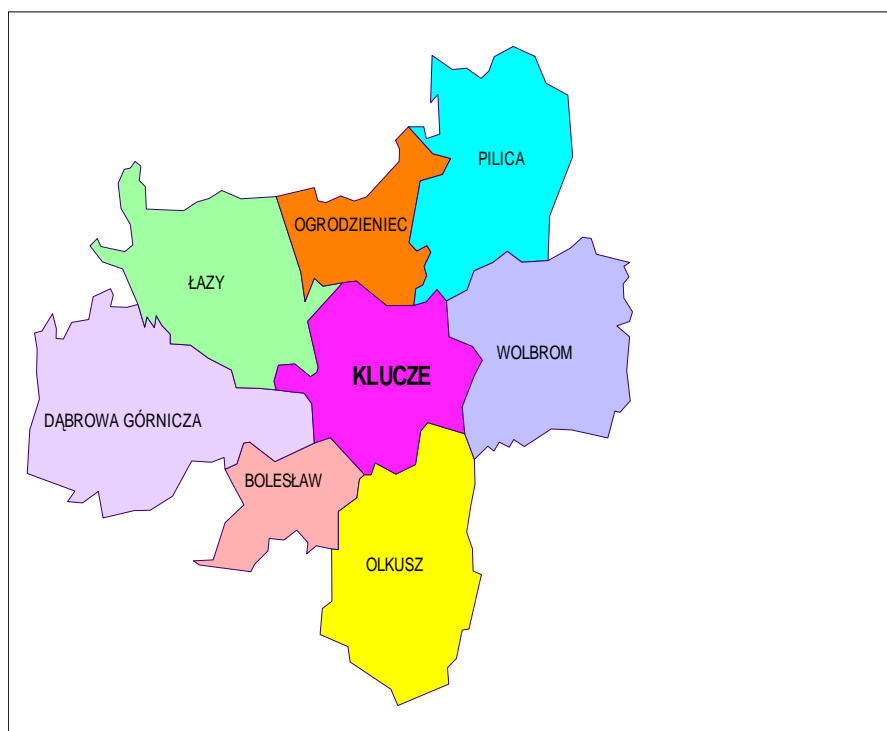 PILICA
OGRODZIENIEC
ŁAZY
WOLBROM
KLUCZE
DĄBROWA GÓRNICZA
BOLESŁAW
OLKUSZ